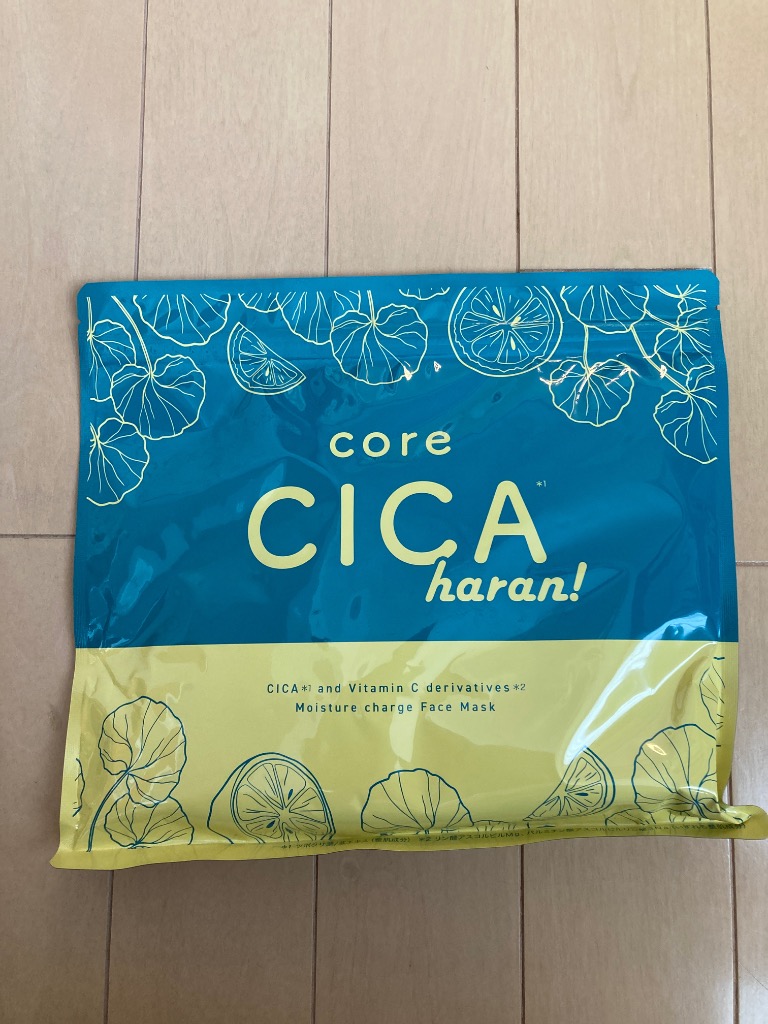 core
CICA*1
haran!
CICA*1 and Vitamin C derivatives*2
Moisture charge Face Mask